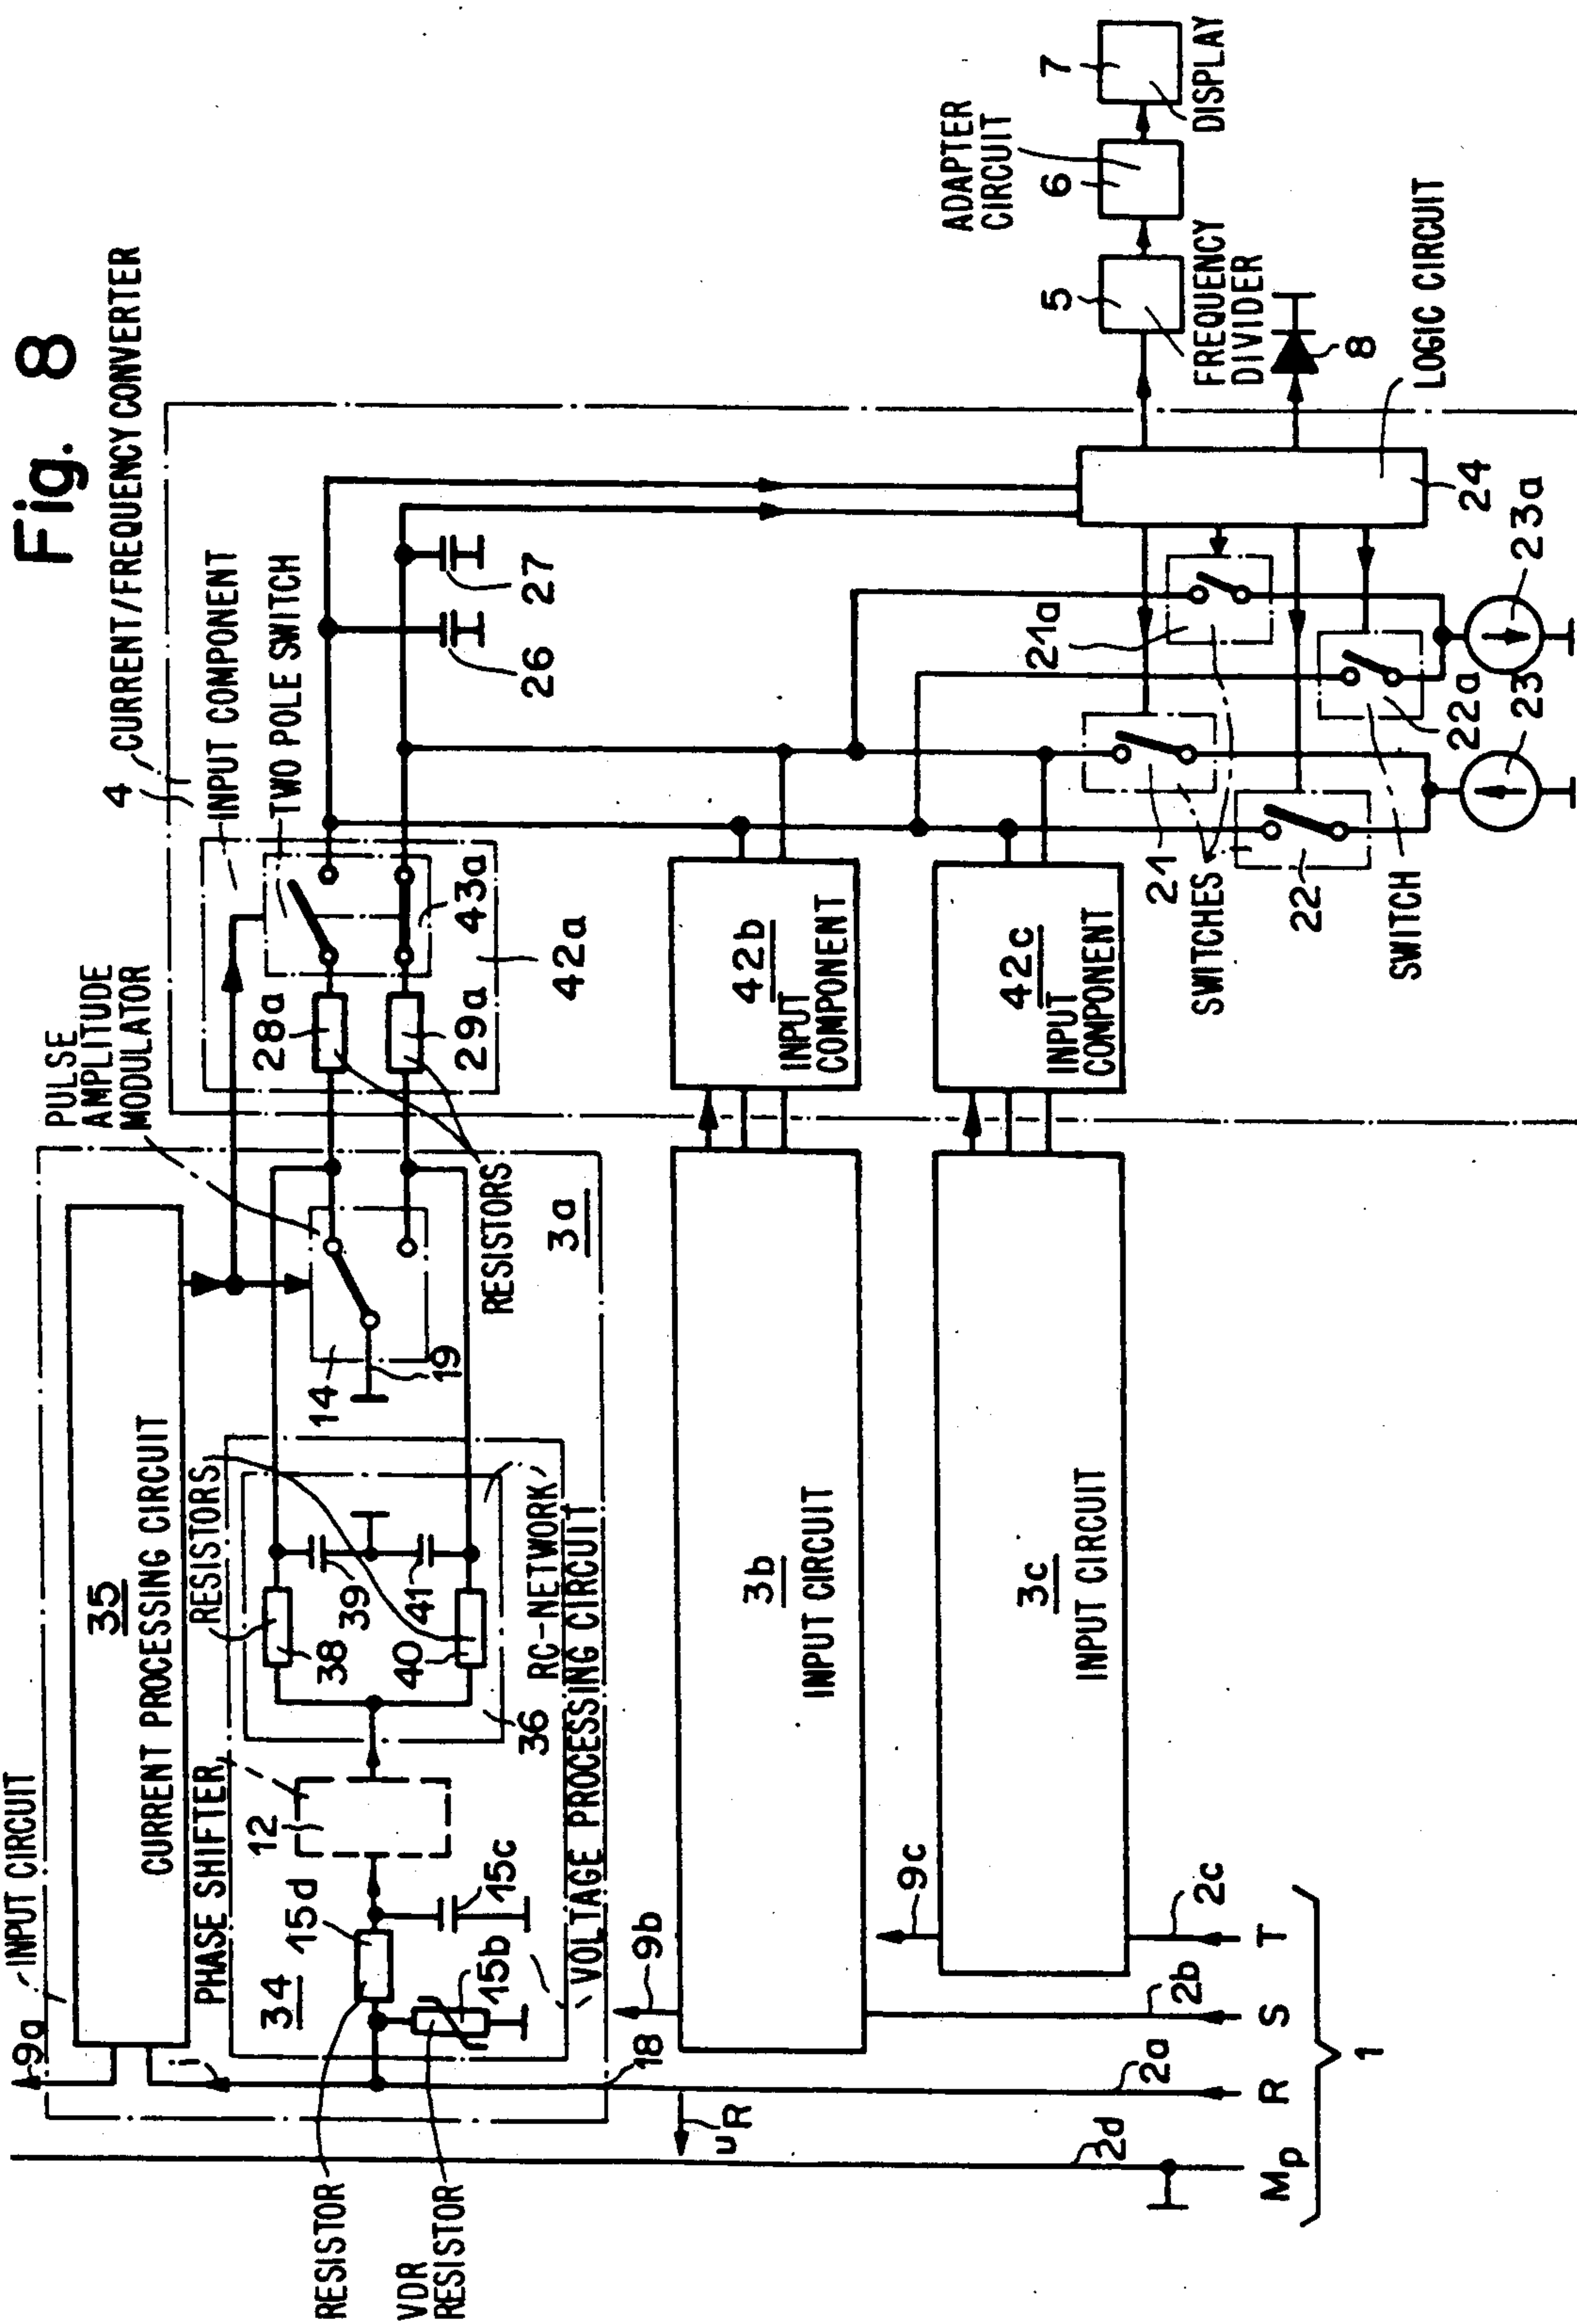 Fig. 8
4
CURRENT/FREQUENCY CONVERTER
INPUT COMPONENT
TWO POLE SWITCH
PULSE
AMPLITUDE
MODULATOR
INPUT CIRCUIT
9a
35
CURRENT PROCESSING CIRCUIT
PHASE SHIFTER
RESISTORS
34
15d
12
15c
15b
38
39
41
40
36
RC-NETWORK
VOLTAGE PROCESSING CIRCUIT
14
19
3a
RESISTORS
28a
29a
43a
42a
26
27
RESISTOR
VDR
RESISTOR
18
uR
9b
3b
INPUT CIRCUIT
42b
INPUT
COMPONENT
9c
3c
INPUT CIRCUIT
42c
INPUT
COMPONENT
2d
2a
2b
2c
Mp
R
S
T
1
21a
21
SWITCHES
22
22a
SWITCH
23
23a
24
LOGIC CIRCUIT
5
FREQUENCY
DIVIDER
8
ADAPTER
CIRCUIT
6
7
DISPLAY